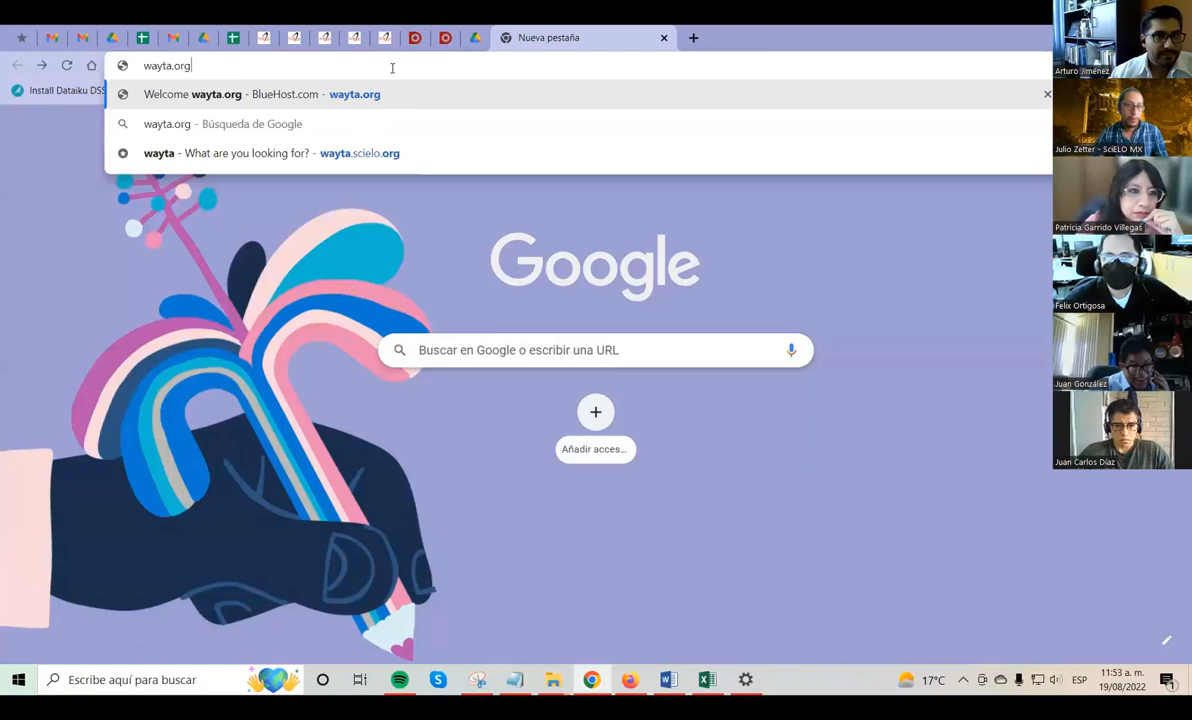 Nueva pestaña
wayta.org
Install Dataiku DSS
Welcome wayta.org - BlueHost.com - wayta.org
wayta.org - Búsqueda de Google
wayta - What are you looking for? - wayta.scielo.org
Google
Buscar en Google o escribir una URL
Añadir acces...
Arturo Jiménez
Julio Zetter - SciELO MX
Patricia Garrido Villegas
Felix Ortigosa
Juan González
Juan Carlos Díaz
Escribe aquí para buscar
17°C
ESP
11:53 a. m.
19/08/2022
1